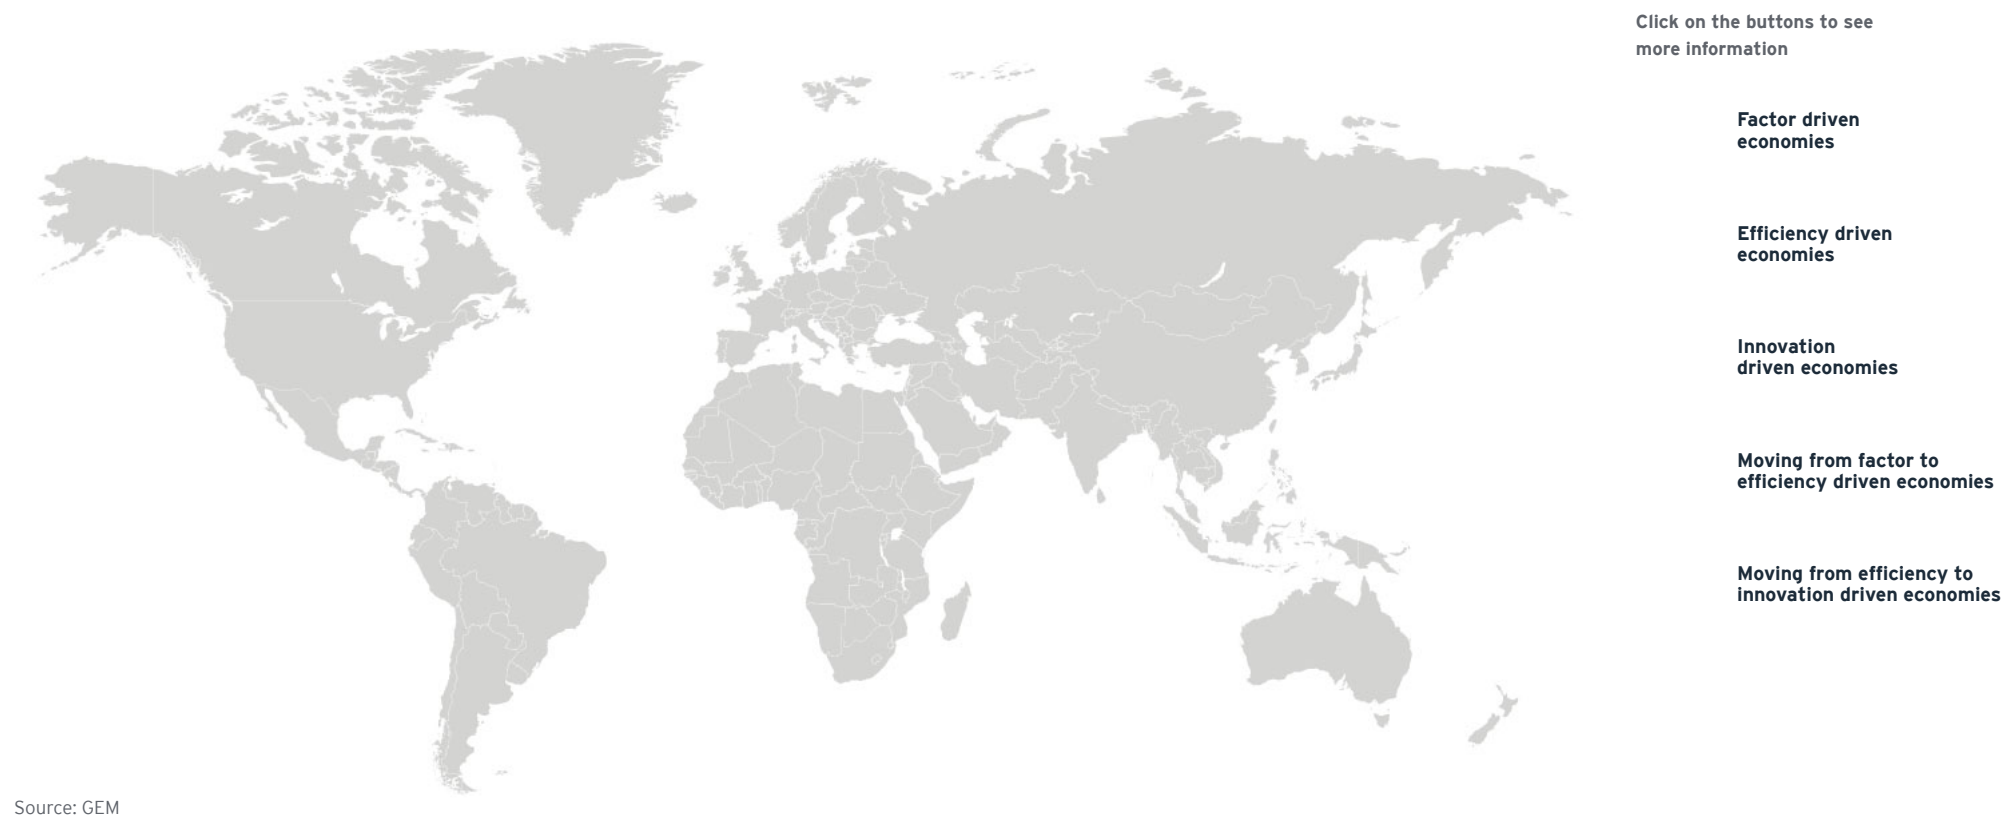 Click on the buttons to see
more information
Factor driven
economies
Efficiency driven
economies
Innovation
driven economies
Moving from factor to
efficiency driven economies
Moving from efficiency to
innovation driven economies
Source: GEM